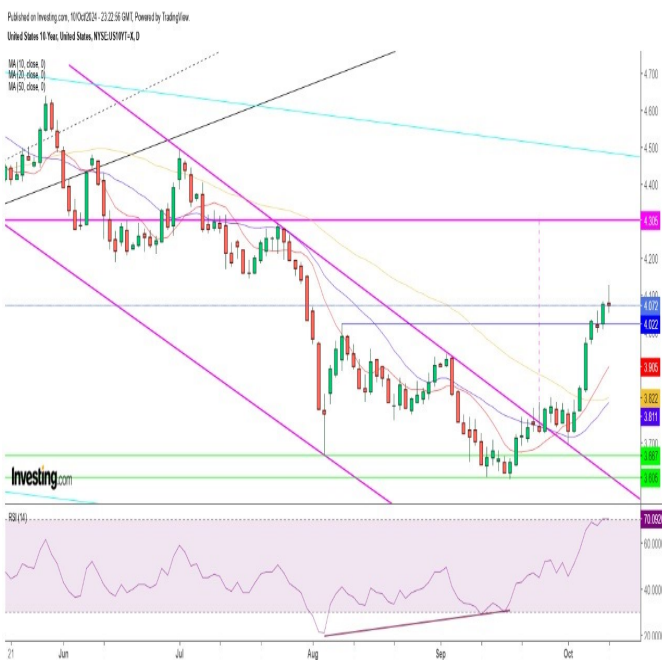 Published on Investing.com, 10/Oct/2024 - 23:22:56 GMT, Powered by TradingView.
United States 10-Year, United States, NYSE:US10YT=X, D
MA (10, close, 0)
MA (20, close, 0)
MA (50, close, 0)
4.700
4.500
4.400
4.305
4.200
4.100
4.072
4.022
3.905
3.822
3.811
3.700
3.667
3.605
Investing.com
RSI (14)
70.0920
60.0000
40.0000
20.0000
21 Jun Jul Aug Sep Oct